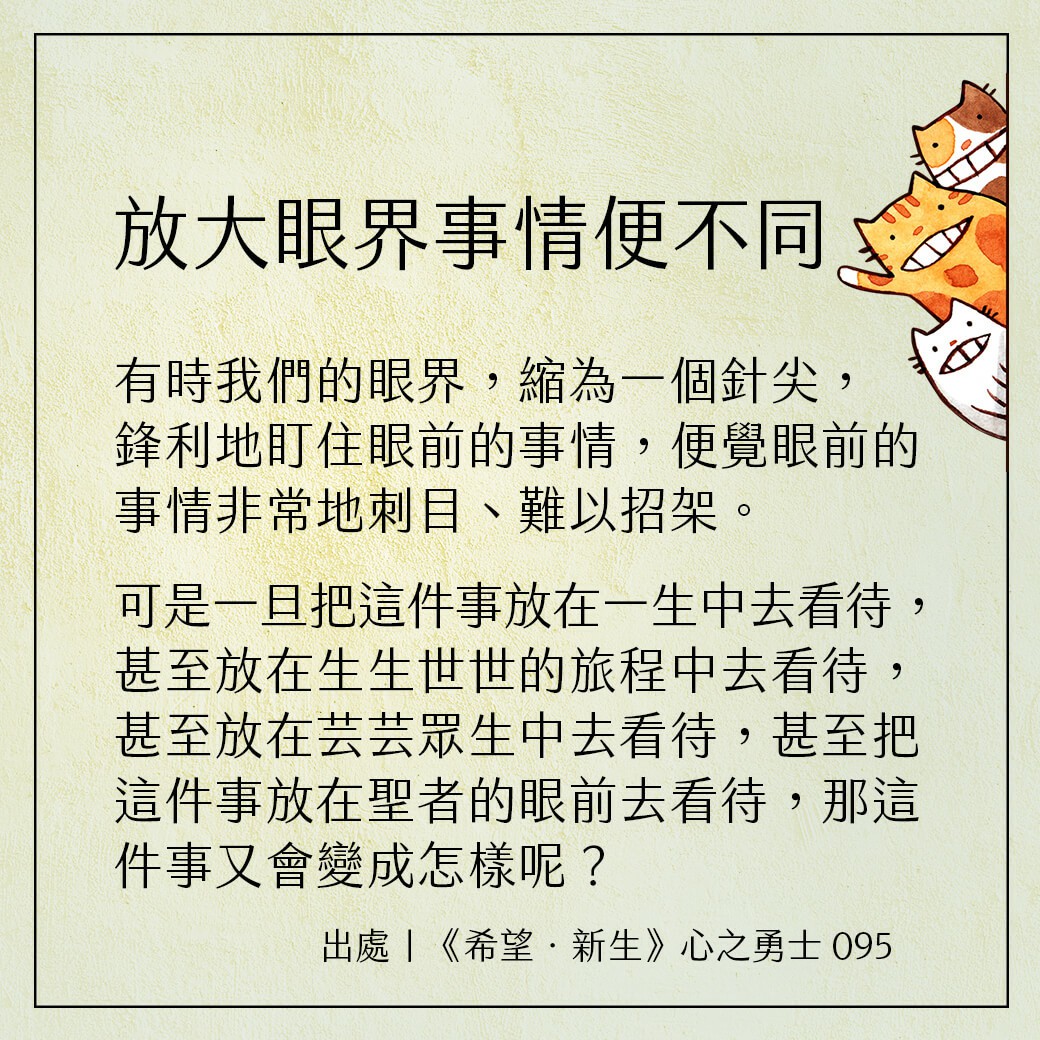 放大眼界事情便不同
有時我們的眼界，縮為一個針尖，
鋒利地盯住眼前的事情，便覺眼前的
事情非常地刺目、難以招架。
可是一旦把這件事放在一生中去看待，
甚至放在生生世世的旅程中去看待，
甚至放在芸芸眾生中去看待，甚至把
這件事放在聖者的眼前去看待，那這
件事又會變成怎樣呢？
出處｜《希望．新生》心之勇士 095